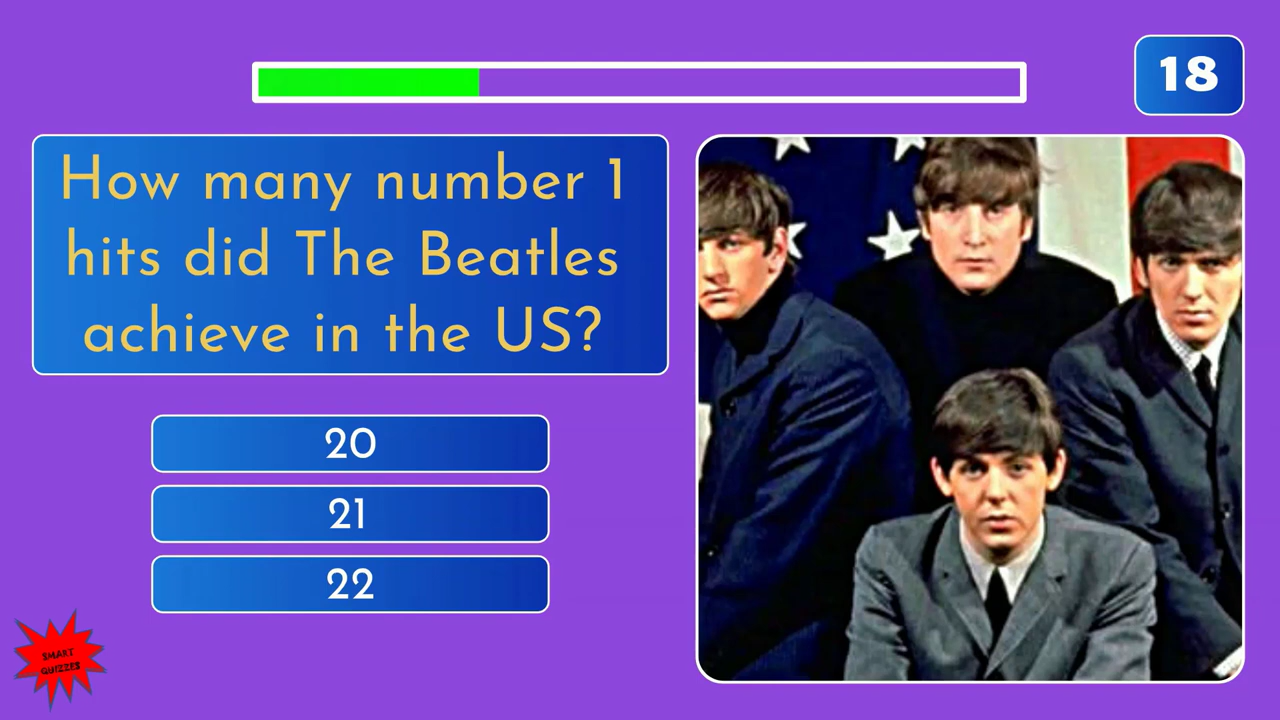 18
How many number 1
hits did The Beatles
achieve in the US?
20
21
22
SMART
QUIZZES